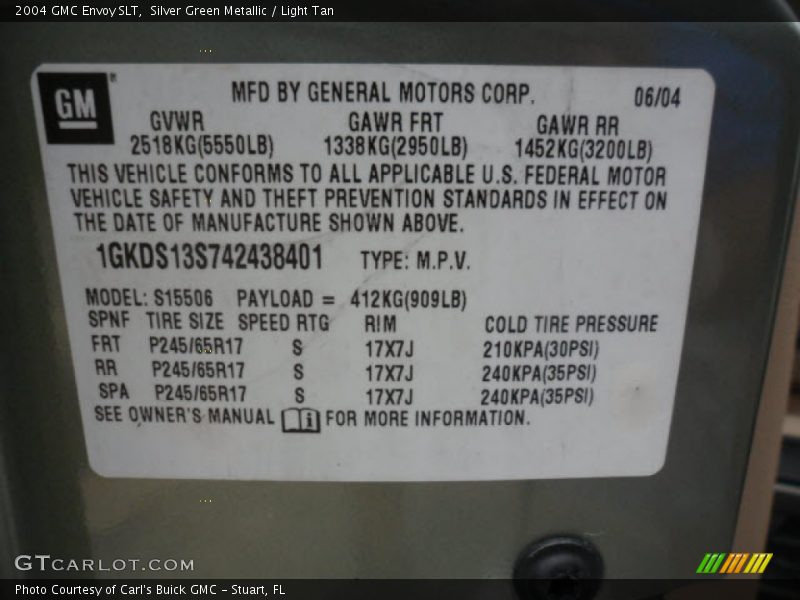 2004 GMC Envoy SLT, Silver Green Metallic / Light Tan
GM ®
MFD BY GENERAL MOTORS CORP. 06/04
GVWR GAWR FRT GAWR RR
2518KG(5550LB) 1338KG(2950LB) 1452KG(3200LB)
THIS VEHICLE CONFORMS TO ALL APPLICABLE U.S. FEDERAL MOTOR
VEHICLE SAFETY AND THEFT PREVENTION STANDARDS IN EFFECT ON
THE DATE OF MANUFACTURE SHOWN ABOVE.
1GKDS13S742438401 TYPE: M.P.V.
MODEL: S15506 PAYLOAD = 412KG(909LB)
SPNF TIRE SIZE SPEED RTG RIM COLD TIRE PRESSURE
FRT P245/65R17 S 17X7J 210KPA(30PSI)
RR P245/65R17 S 17X7J 240KPA(35PSI)
SPA P245/65R17 S 17X7J 240KPA(35PSI)
SEE OWNER'S MANUAL i FOR MORE INFORMATION.
GTCARLOT.COM
Photo Courtesy of Carl's Buick GMC - Stuart, FL